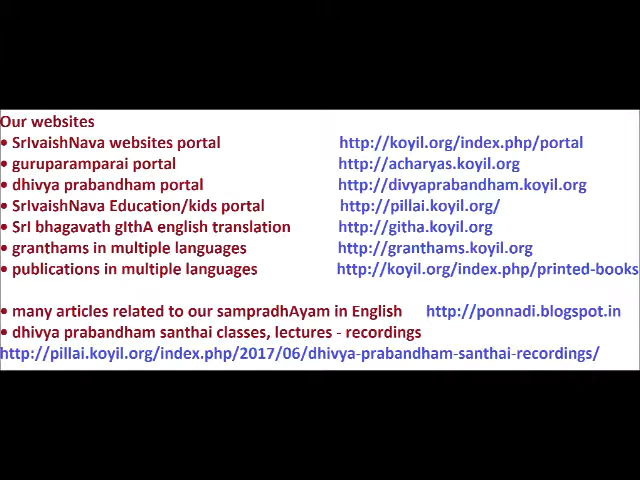 Our websites
• SrIvaishNava websites portal http://koyil.org/index.php/portal
• guruparamparai portal http://acharyas.koyil.org
• dhivya prabandham portal http://divyaprabandham.koyil.org
• SrIvaishNava Education/kids portal http://pillai.koyil.org/
• SrI bhagavath gIthA english translation http://githa.koyil.org
• granthams in multiple languages http://granthams.koyil.org
• publications in multiple languages http://koyil.org/index.php/printed-books
• many articles related to our sampradhAyam in English http://ponnadi.blogspot.in
• dhivya prabandham santhai classes, lectures - recordings
http://pillai.koyil.org/index.php/2017/06/dhivya-prabandham-santhai-recordings/